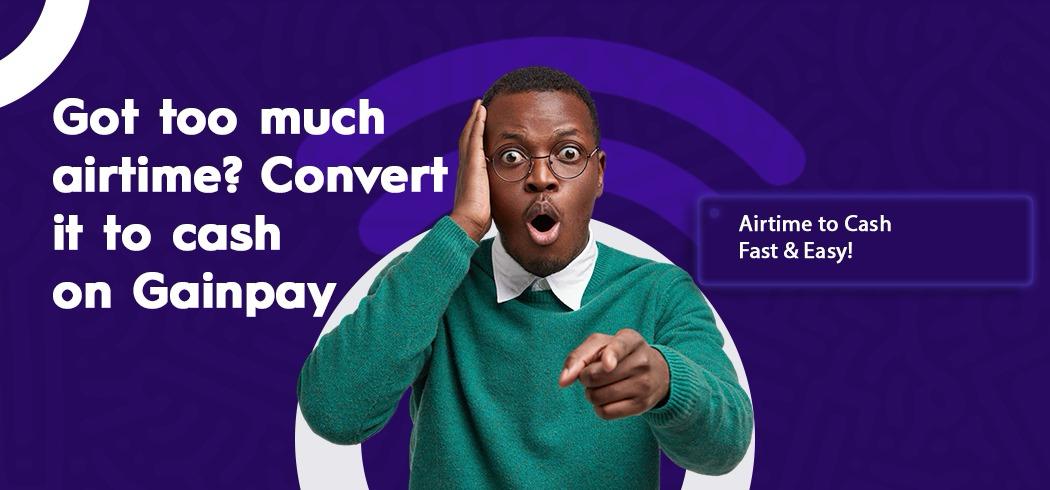 Got too much
airtime? Convert
it to cash
on Gainpay
Airtime to Cash
Fast & Easy!